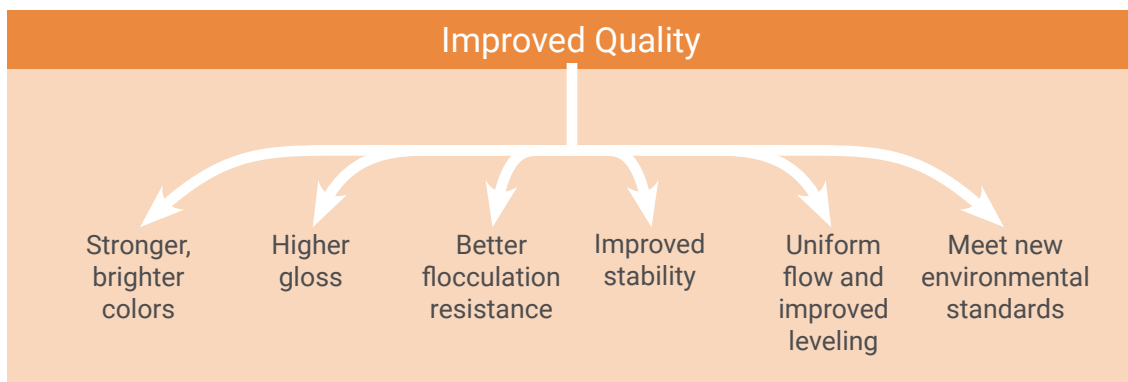 Improved Quality
Stronger,
brighter
colors
Higher
gloss
Better
flocculation
resistance
Improved
stability
Uniform
flow and
improved
leveling
Meet new
environmental
standards